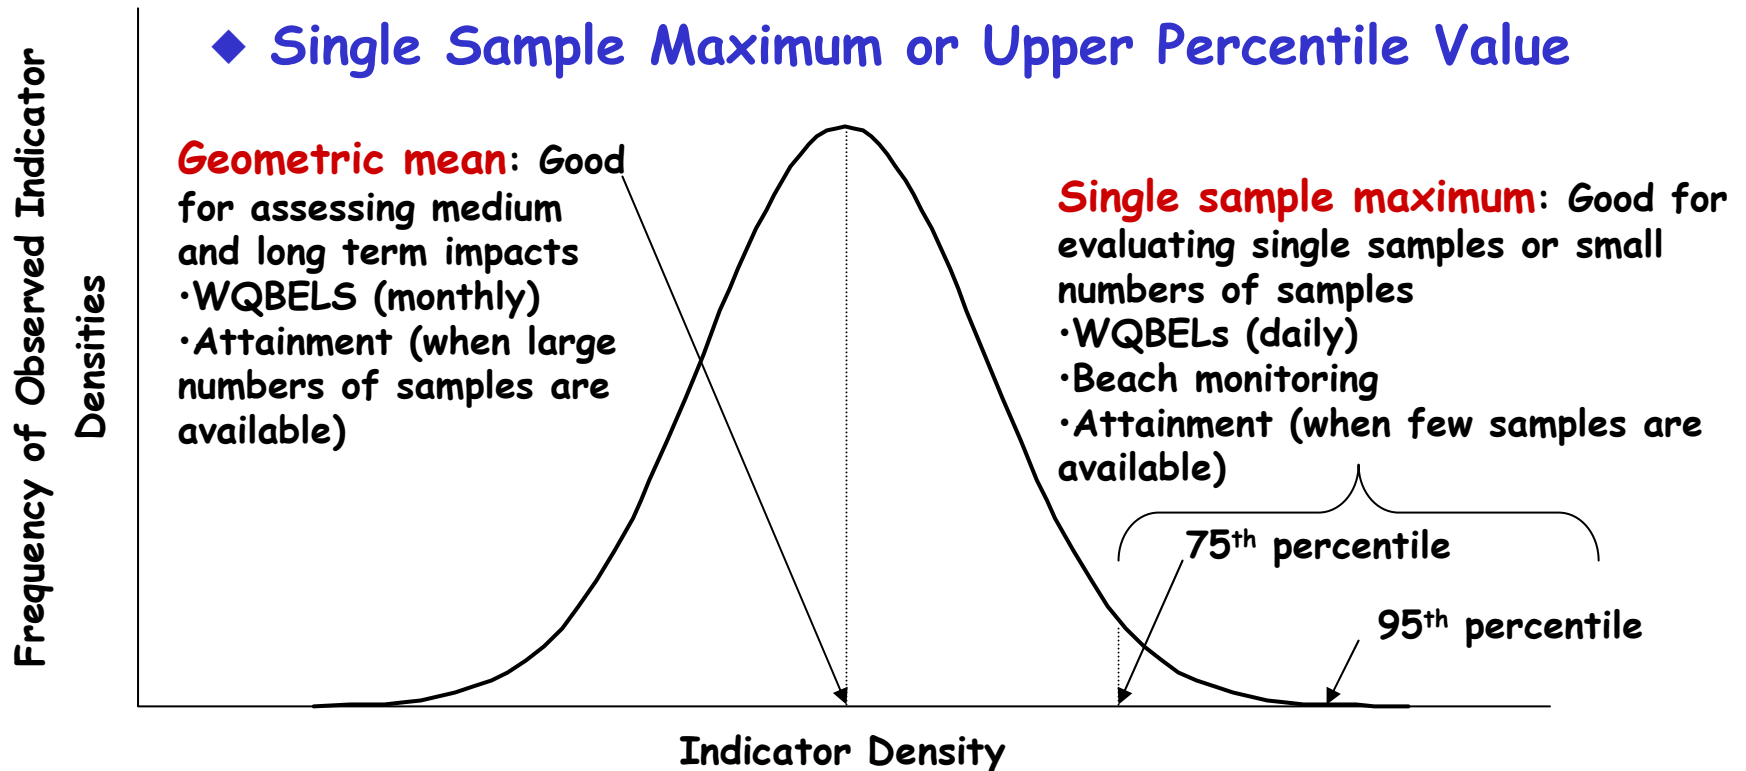 ◆ Single Sample Maximum or Upper Percentile Value
Frequency of Observed Indicator
Densities
Geometric mean: Good
for assessing medium
and long term impacts
•WQBELS (monthly)
•Attainment (when large
numbers of samples are
available)
Single sample maximum: Good for
evaluating single samples or small
numbers of samples
•WQBELs (daily)
•Beach monitoring
•Attainment (when few samples are
available)
75th percentile
95th percentile
Indicator Density